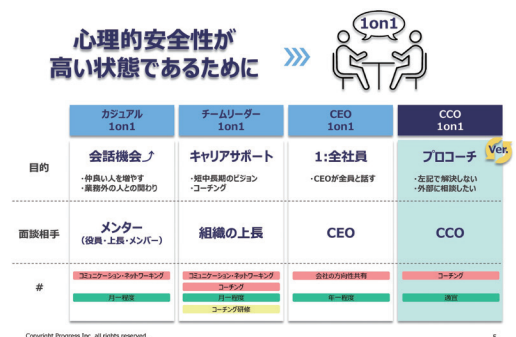 心理的安全性が
高い状態であるために
1on1
カジュアル
1on1
チームリーダー
1on1
CEO
1on1
CCO
1on1
目的
会話機会⤴
・仲良い人を増やす
・業務外の人との関わり
キャリアサポート
・短中長期のビジョン
・コーチング
1:全社員
・CEOが全員と話す
プロコーチ
Ver.
・左記で解決しない
・外部に相談したい
面談相手
メンター
(役員・上長・メンバー)
組織の上長
CEO
CCO
#
コミュニケーション・ネットワーキング
月一程度
コミュニケーション・ネットワーキング
コーチング
月一程度
コーチング研修
会社の方向性共有
年一程度
コーチング
Copyright Progress Inc. all rights reserved
5